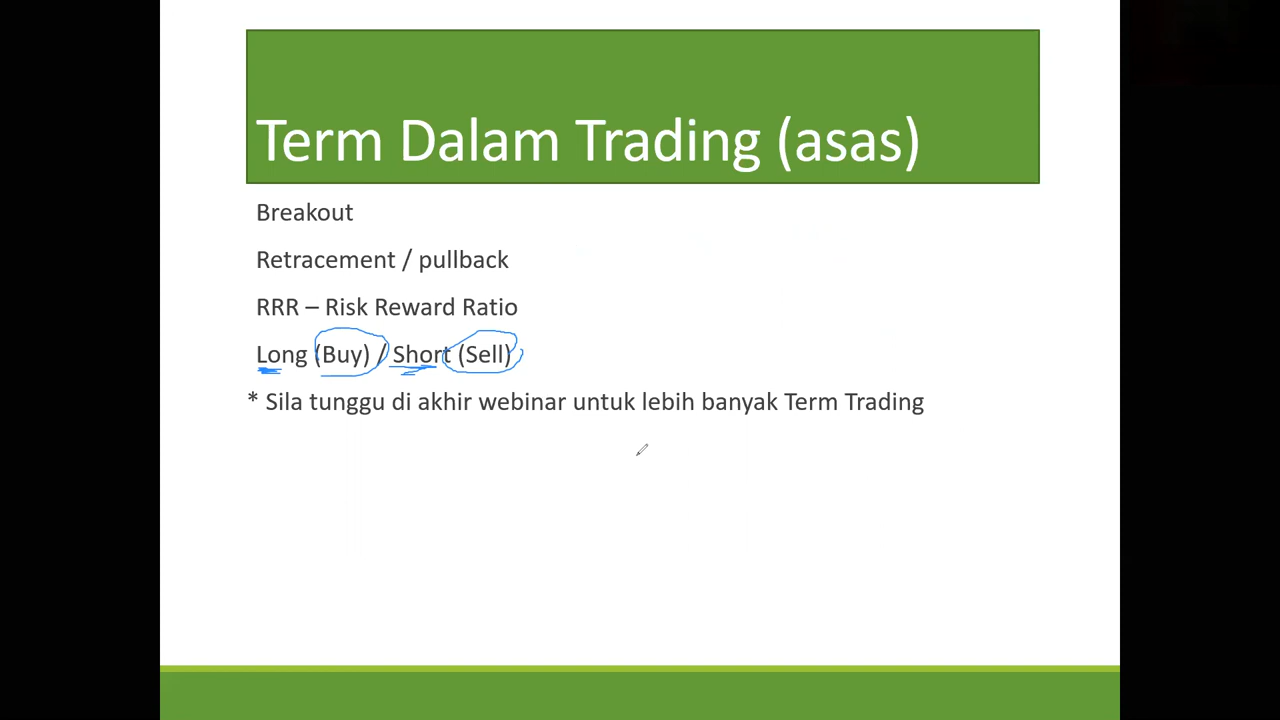 Term Dalam Trading (asas)
Breakout
Retracement / pullback
RRR – Risk Reward Ratio
Long (Buy) / Short (Sell)
* Sila tunggu di akhir webinar untuk lebih banyak Term Trading